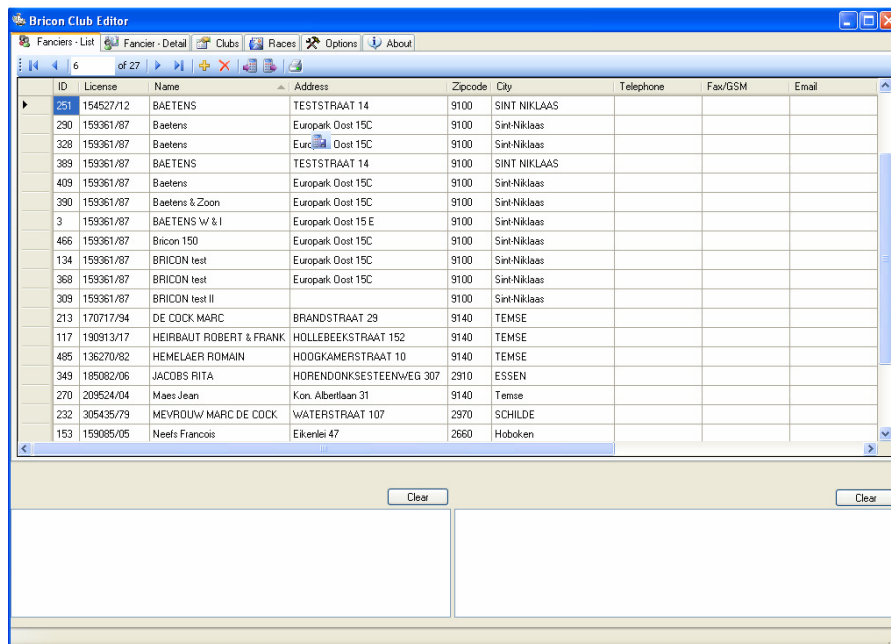 Bricon Club Editor
Fanciers - List Fancier - Detail Clubs Races Options About
6 of 27
ID License Name Address Zipcode City Telephone Fax/GSM Email
251 154527/12 BAETENS TESTSTRAAT 14 9100 SINT NIKLAAS
290 159361/87 Baetens Europark Oost 15C 9100 Sint-Niklaas
328 159361/87 Baetens Euro Oost 15C 9100 Sint-Niklaas
389 159361/87 BAETENS TESTSTRAAT 14 9100 SINT NIKLAAS
409 159361/87 Baetens Europark Oost 15C 9100 Sint-Niklaas
390 159361/87 Baetens & Zoon Europark Oost 15C 9100 Sint-Niklaas
3 159361/87 BAETENS W & I Europark Oost 15 E 9100 Sint-Niklaas
466 159361/87 Bricon 150 Europark Oost 15C 9100 Sint-Niklaas
134 159361/87 BRICON test Europark Oost 15C 9100 Sint-Niklaas
368 159361/87 BRICON test Europark Oost 15C 9100 Sint-Niklaas
309 159361/87 BRICON test II 9100 Sint-Niklaas
213 170717/94 DE COCK MARC BRANDSTRAAT 29 9140 TEMSE
117 190913/17 HEIRBAUT ROBERT & FRANK HOLLEBEEKSTRAAT 152 9140 TEMSE
485 136270/82 HEMELAER ROMAIN HOOGKAMERSTRAAT 10 9140 TEMSE
349 185082/06 JACOBS RITA HORENDONKSESTEENWEG 307 2910 ESSEN
270 209524/04 Maes Jean Kon. Albertlaan 31 9140 Temse
232 305435/79 MEVROUW MARC DE COCK WATERSTRAAT 107 2970 SCHILDE
153 159085/05 Neefs Francois Eikenlei 47 2660 Hoboken
Clear Clear